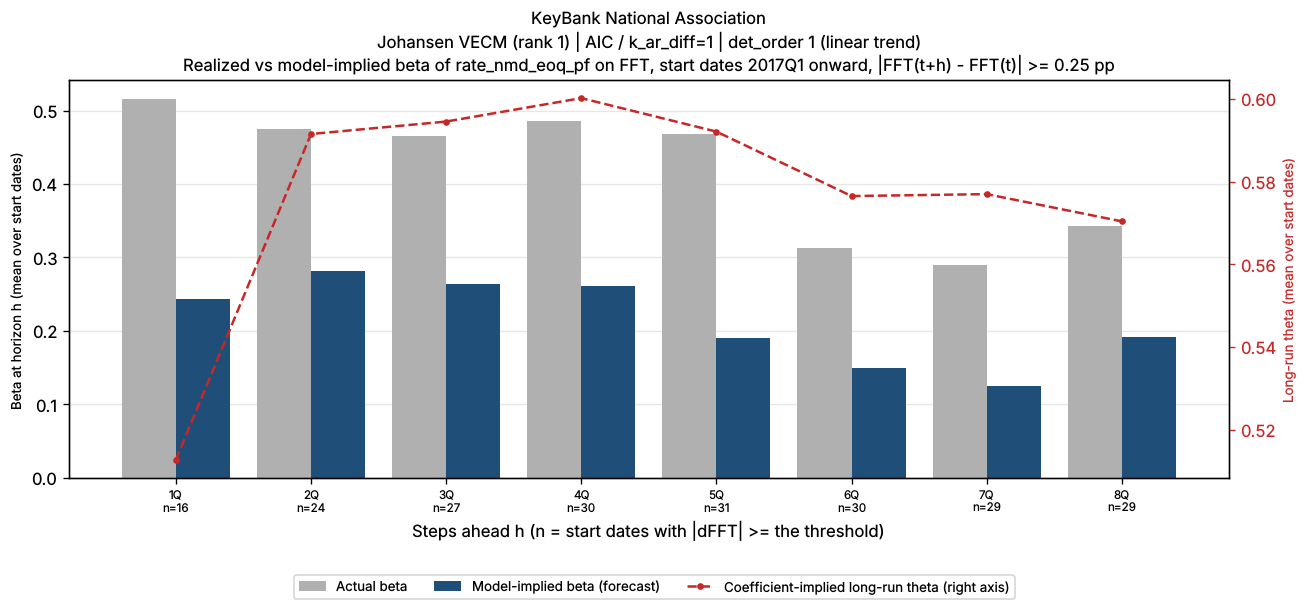 KeyBank National Association
Johansen VECM (rank 1) | AIC / k_ar_diff=1 | det_order 1 (linear trend)
Realized vs model-implied beta of rate_nmd_eoq_pf on FFT, start dates 2017Q1 onward, |FFT(t+h) - FFT(t)| >= 0.25 pp
Beta at horizon h (mean over start dates)
0.5
0.4
0.3
0.2
0.1
0.0
0.60
0.58
0.56
0.54
0.52
Long-run theta (mean over start dates)
1Q 2Q 3Q 4Q 5Q 6Q 7Q 8Q
n=16 n=24 n=27 n=30 n=31 n=30 n=29 n=29
Steps ahead h (n = start dates with |dFFT| >= the threshold)
Actual beta Model-implied beta (forecast) Coefficient-implied long-run theta (right axis)